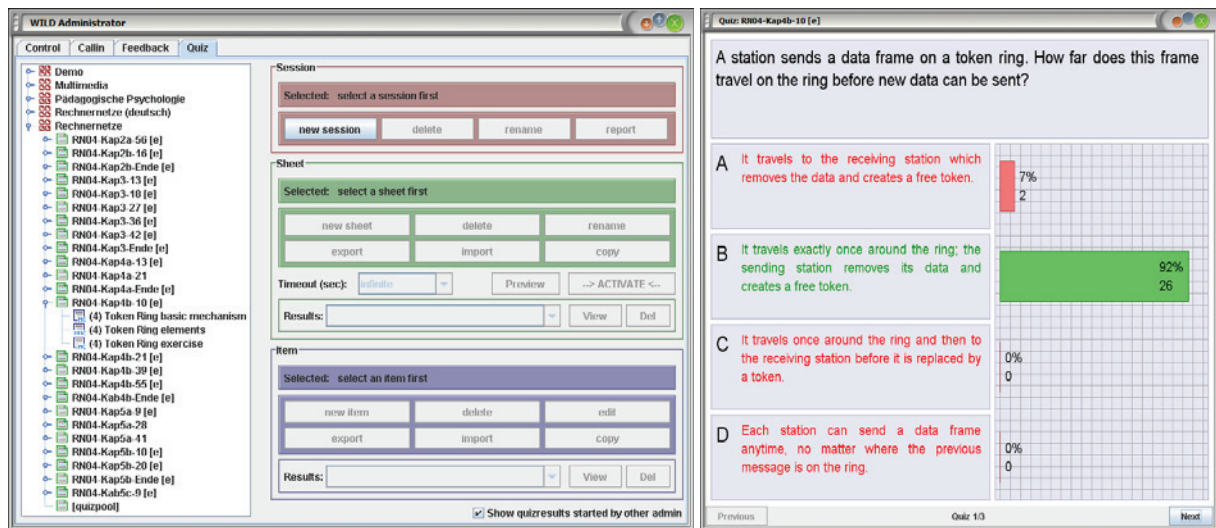 WILD Administrator
Control Callin Feedback Quiz
Demo
Multimedia
Pädagogische Psychologie
Rechnernetze (deutsch)
Rechnernetze
RN04-Kap2a-56 [e]
RN04-Kap2b-16 [e]
RN04-Kap2b-Ende [e]
RN04-Kap3-13 [e]
RN04-Kap3-18 [e]
RN04-Kap3-27 [e]
RN04-Kap3-36 [e]
RN04-Kap3-42 [e]
RN04-Kap3-Ende [e]
RN04-Kap4a-13 [e]
RN04-Kap4a-21
RN04-Kap4a-Ende [e]
RN04-Kap4b-10 [e]
(4) Token Ring basic mechanism
(4) Token Ring elements
(4) Token Ring exercise
RN04-Kap4b-21 [e]
RN04-Kap4b-39 [e]
RN04-Kap4b-55 [e]
RN04-Kab4b-Ende [e]
RN04-Kap5a-9 [e]
RN04-Kap5a-28
RN04-Kap5a-41
RN04-Kap5b-10 [e]
RN04-Kap5b-20 [e]
RN04-Kap5b-Ende [e]
RN04-Kab5c-9 [e]
[quizpool]
Session
Selected: select a session first
new session delete rename report
Sheet
Selected: select a sheet first
new sheet delete rename
export import copy
Timeout (sec): infinite Preview --> ACTIVATE <--
Results: View Del
Item
Selected: select an item first
new item delete edit
export import copy
Results: View Del
Show quizresults started by other admin
Quiz: RN04-Kap4b-10 [e]
A station sends a data frame on a token ring. How far does this frame
travel on the ring before new data can be sent?
A It travels to the receiving station which
removes the data and creates a free token.
7%
2
B It travels exactly once around the ring; the
sending station removes its data and
creates a free token.
92%
26
C It travels once around the ring and then to
the receiving station before it is replaced by
a token.
0%
0
D Each station can send a data frame
anytime, no matter where the previous
message is on the ring.
0%
0
Previous Quiz 1/3 Next